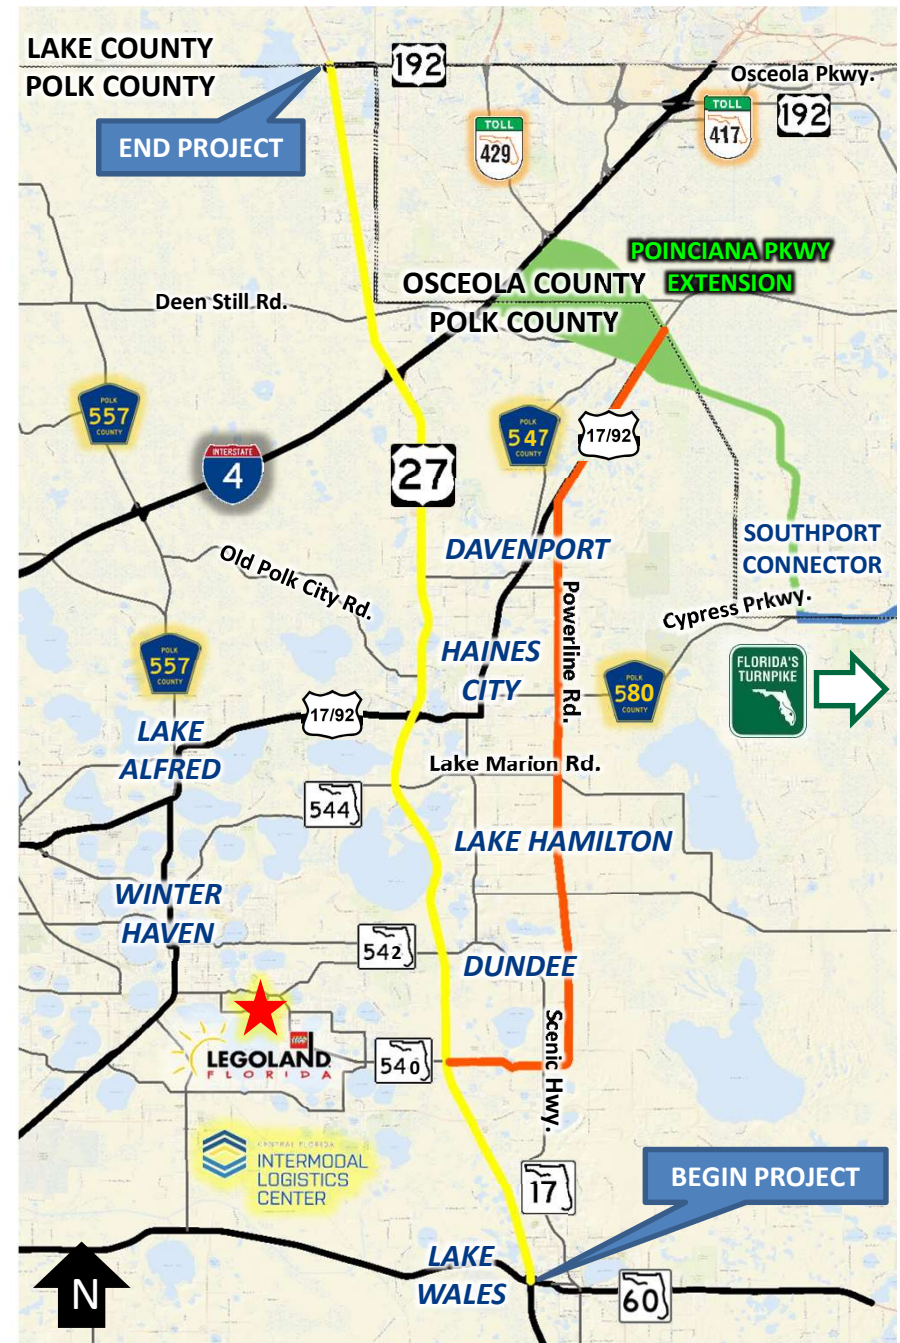 LAKE COUNTY
POLK COUNTY
192
Osceola Pkwy.
TOLL
429
TOLL
417
192
END PROJECT
POINCIANA PKWY
EXTENSION
OSCEOLA COUNTY
POLK COUNTY
Deen Still Rd.
POLK
557
COUNTY
POLK
547
COUNTY
17/92
INTERSTATE
4
27
DAVENPORT
SOUTHPORT
CONNECTOR
Old Polk City Rd.
Powerline Rd.
Cypress Prkwy.
POLK
557
COUNTY
HAINES
CITY
POLK
580
COUNTY
FLORIDA'S
TURNPIKE
17/92
LAKE
ALFRED
Lake Marion Rd.
544
LAKE HAMILTON
WINTER
HAVEN
542
DUNDEE
Scenic Hwy.
LEGO
LEGOLAND
FLORIDA
540
CENTRAL FLORIDA
INTERMODAL
LOGISTICS
CENTER
17
BEGIN PROJECT
LAKE
WALES
N
60